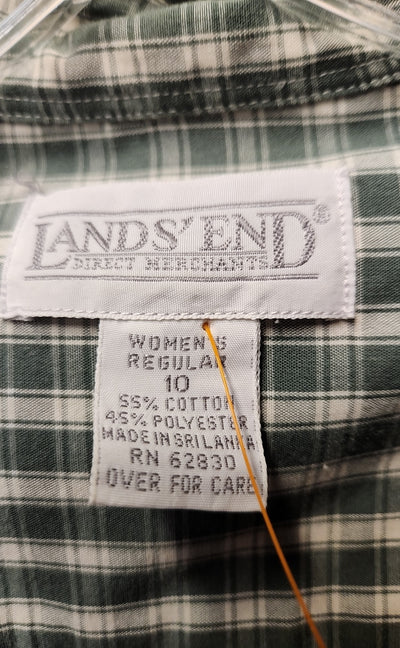 LANDS' END®
DIRECT MERCHANTS
WOMEN'S
REGULAR
10
55% COTTON
45% POLYESTER
MADE IN SRI LANKA
RN 62830
OVER FOR CARE